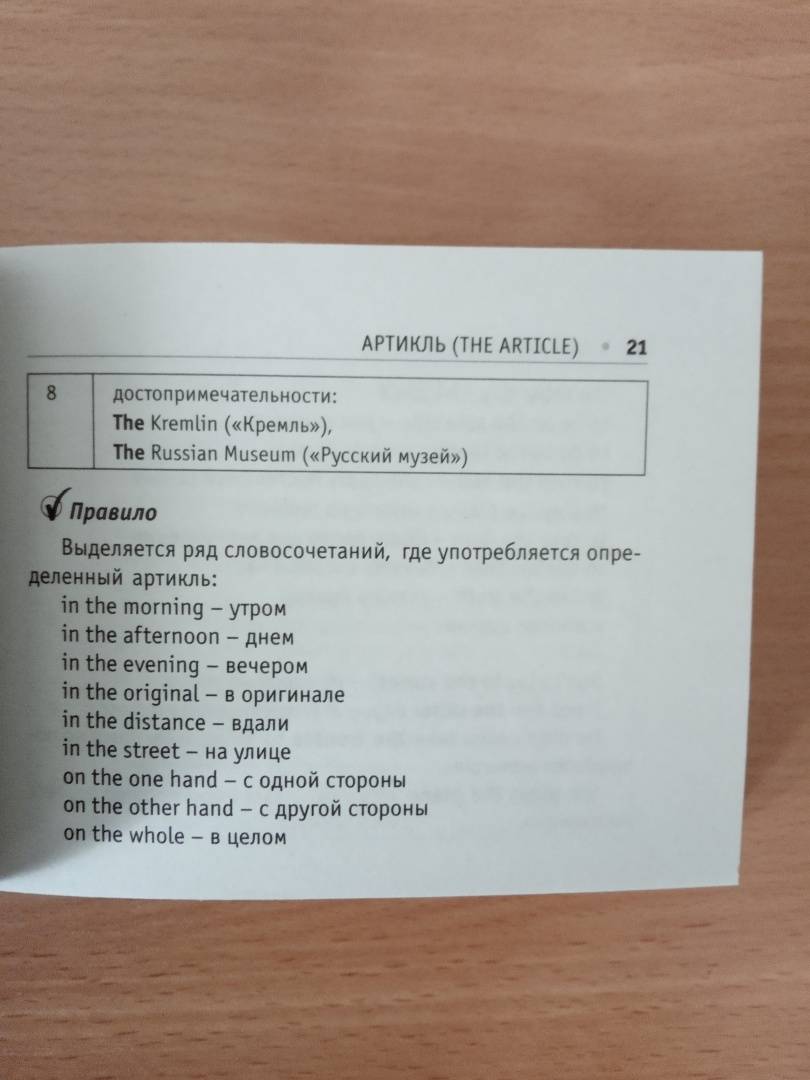 АРТИКЛЬ (THE ARTICLE) • 21
8 достопримечательности:
The Kremlin («Кремль»),
The Russian Museum («Русский музей»)
Правило
Выделяется ряд словосочетаний, где употребляется опре-
деленный артикль:
in the morning – утром
in the afternoon – днем
in the evening – вечером
in the original – в оригинале
in the distance – вдали
in the street – на улице
on the one hand – с одной стороны
on the other hand – с другой стороны
on the whole – в целом